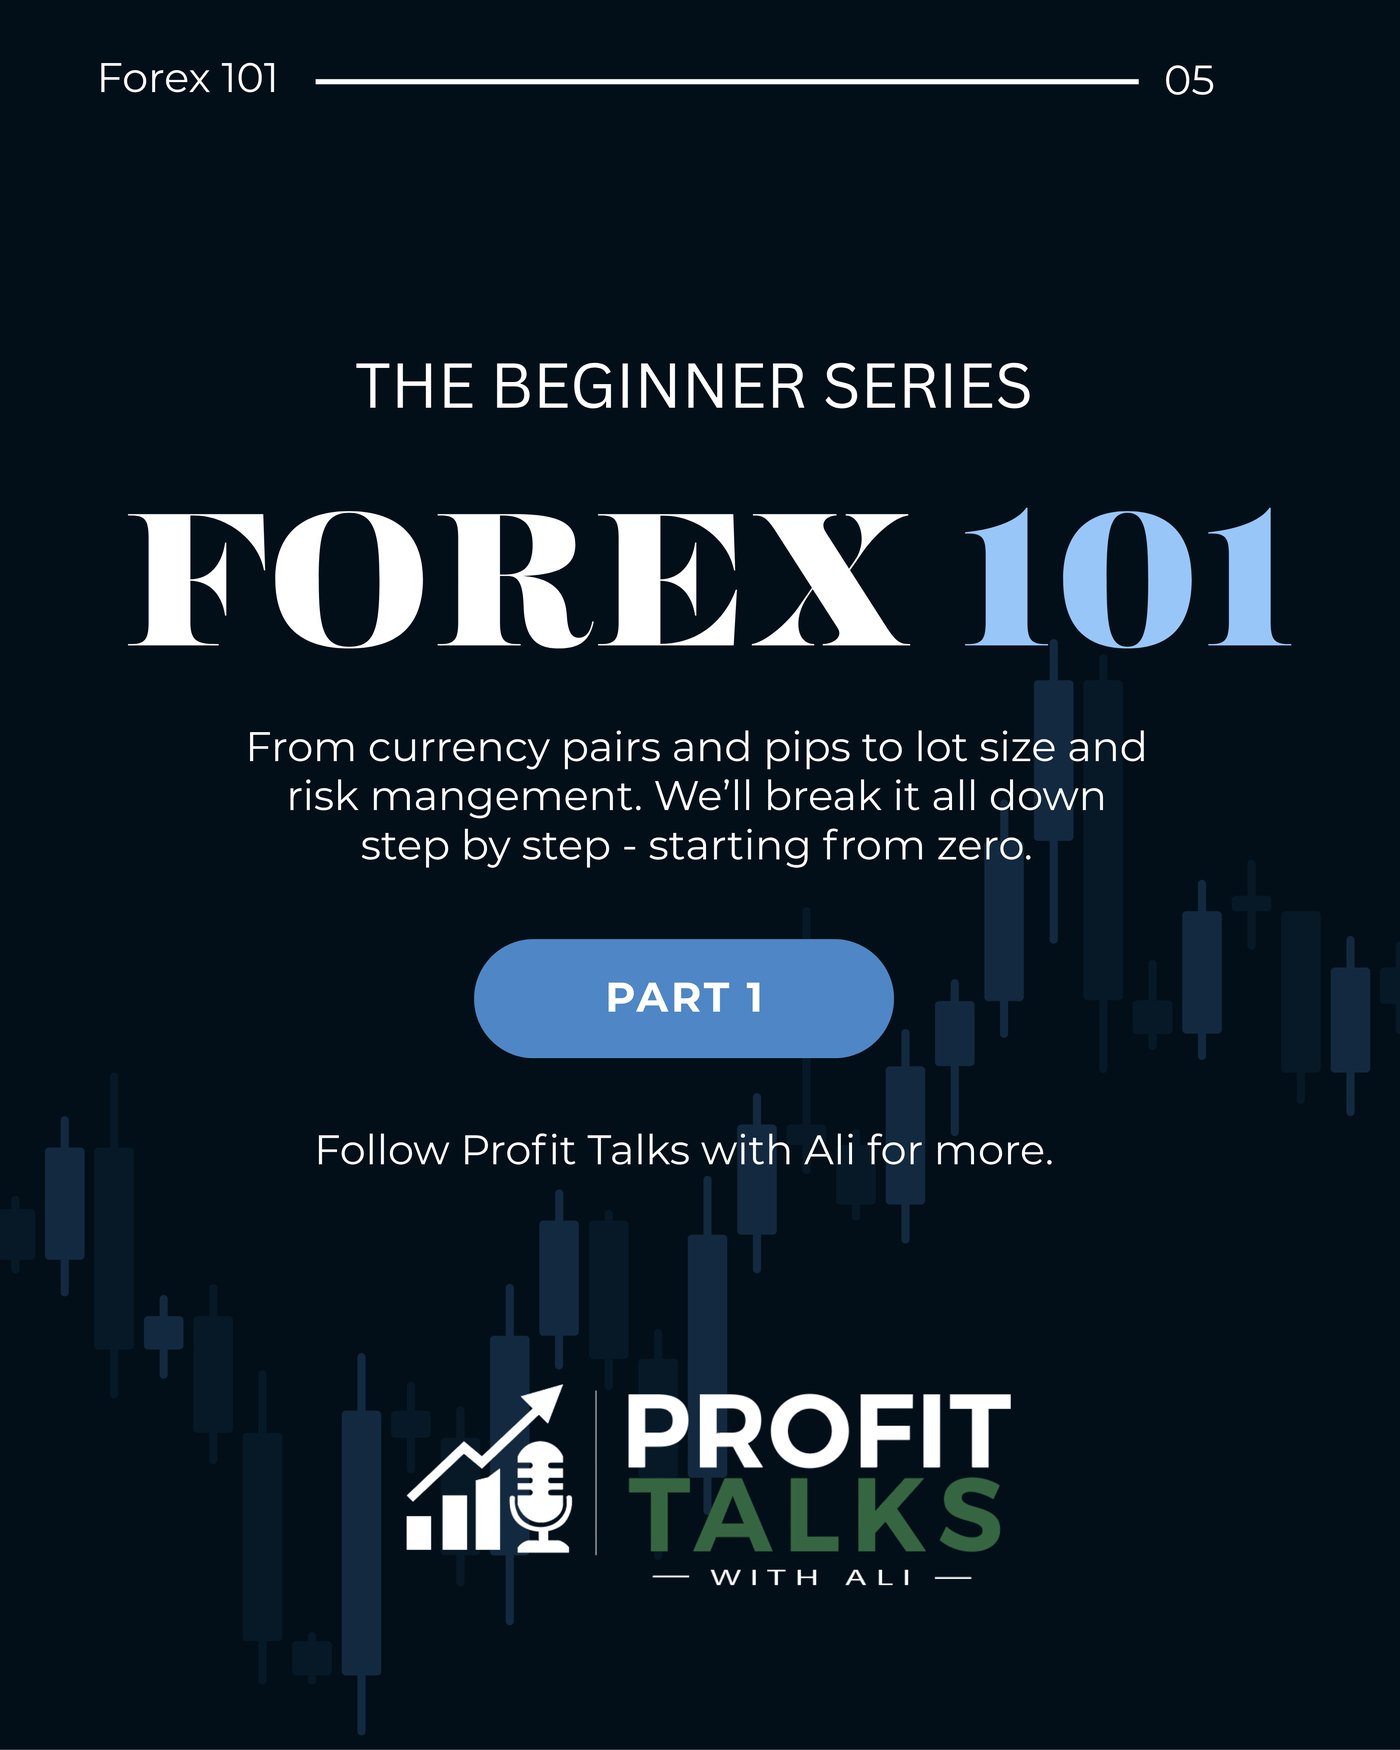 Forex 101
05
THE BEGINNER SERIES
FOREX 101
From currency pairs and pips to lot size and
risk mangement. We’ll break it all down
step by step - starting from zero.
PART 1
Follow Profit Talks with Ali for more.
PROFIT
TALKS
WITH ALI